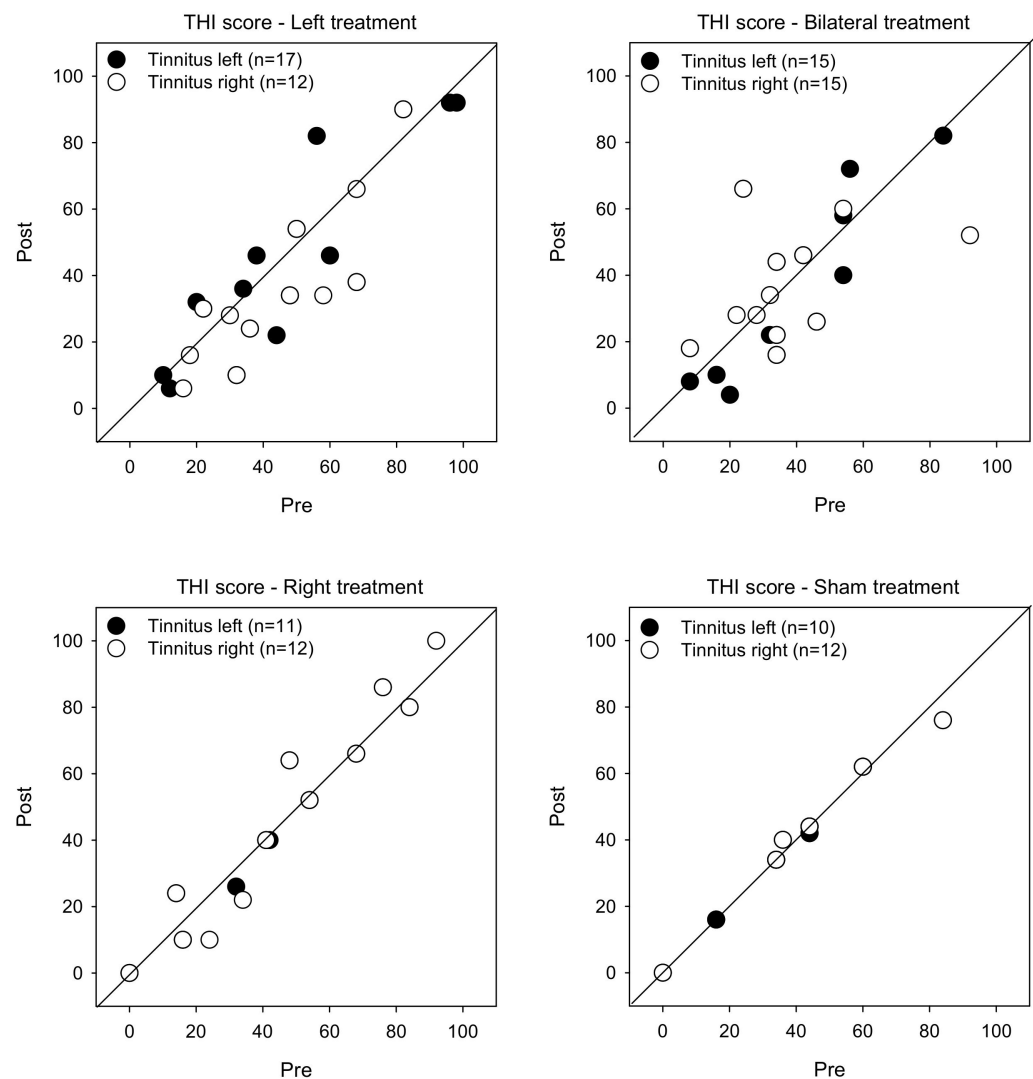 THI score - Left treatment
Tinnitus left (n=17)
Tinnitus right (n=12)
100
80
60
40
20
0
Post
0 20 40 60 80 100
Pre
THI score - Bilateral treatment
Tinnitus left (n=15)
Tinnitus right (n=15)
100
80
60
40
20
0
Post
0 20 40 60 80 100
Pre
THI score - Right treatment
Tinnitus left (n=11)
Tinnitus right (n=12)
100
80
60
40
20
0
Post
0 20 40 60 80 100
Pre
THI score - Sham treatment
Tinnitus left (n=10)
Tinnitus right (n=12)
100
80
60
40
20
0
Post
0 20 40 60 80 100
Pre